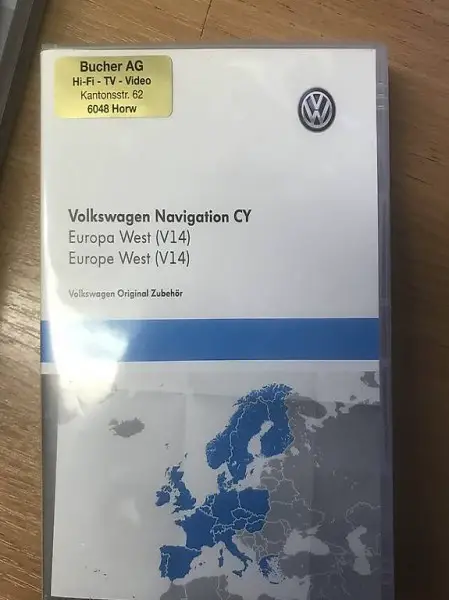 Bucher AG
Hi-Fi - TV - Video
Kantonsstr. 62
6048 Horw
Volkswagen Navigation CY
Europa West (V14)
Europe West (V14)
Volkswagen Original Zubehör